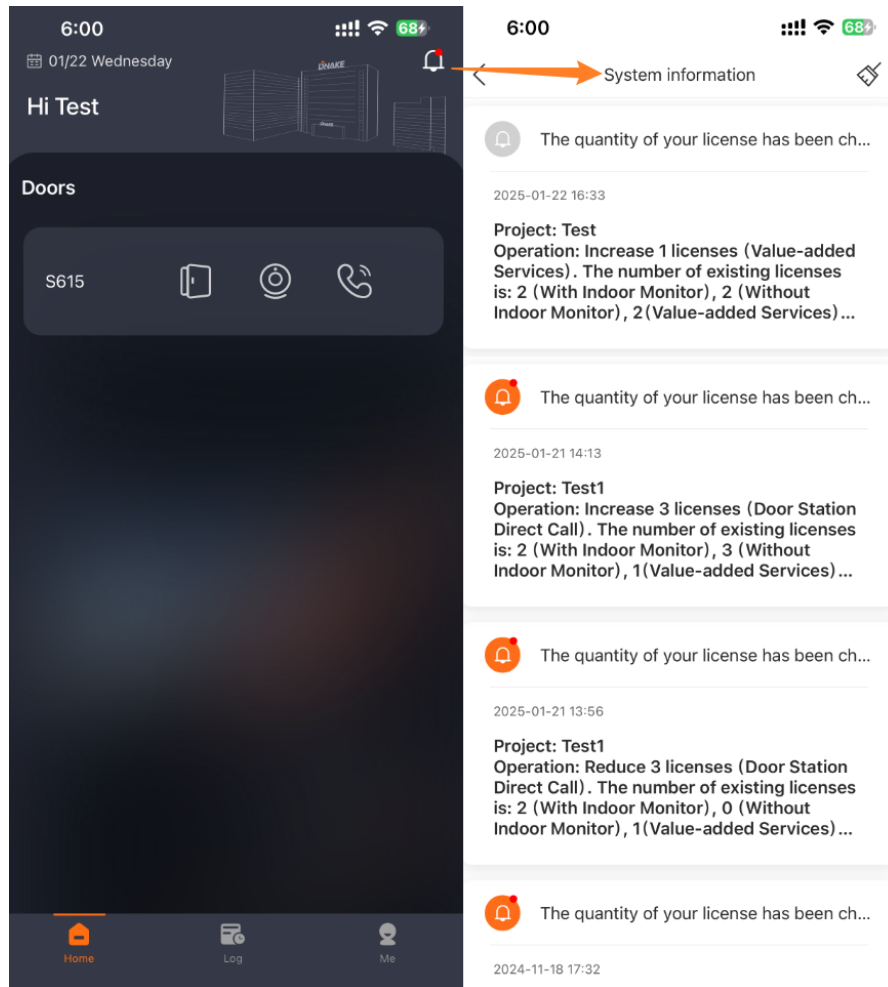 6:00
68
01/22 Wednesday
DNAKE
Hi Test
Doors
S615
Home
Log
Me
6:00
68
System information
The quantity of your license has been ch...
2025-01-22 16:33
Project: Test
Operation: Increase 1 licenses (Value-added
Services). The number of existing licenses
is: 2 (With Indoor Monitor), 2 (Without
Indoor Monitor), 2(Value-added Services)...
The quantity of your license has been ch...
2025-01-21 14:13
Project: Test1
Operation: Increase 3 licenses (Door Station
Direct Call). The number of existing licenses
is: 2 (With Indoor Monitor), 3 (Without
Indoor Monitor), 1(Value-added Services)...
The quantity of your license has been ch...
2025-01-21 13:56
Project: Test1
Operation: Reduce 3 licenses (Door Station
Direct Call). The number of existing licenses
is: 2 (With Indoor Monitor), 0 (Without
Indoor Monitor), 1(Value-added Services)...
The quantity of your license has been ch...
2024-11-18 17:32